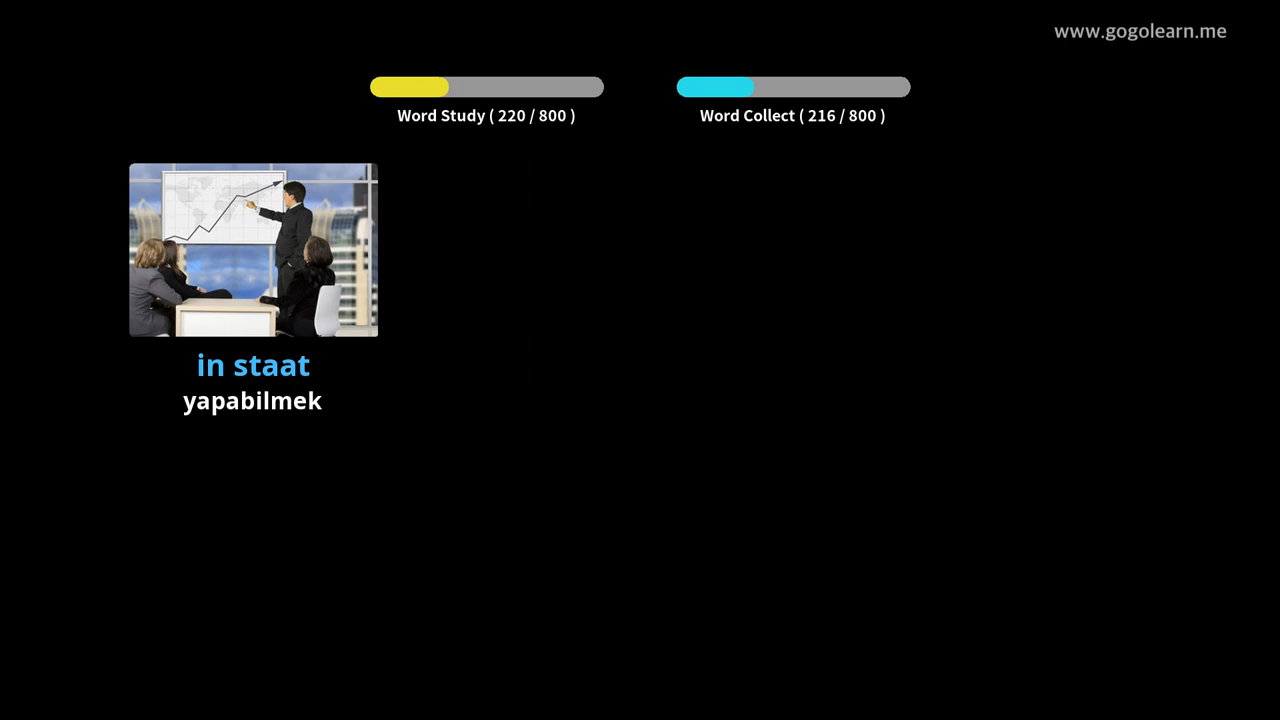 www.gogolearn.me
Word Study ( 220 / 800 )
Word Collect ( 216 / 800 )
in staat
yapabilmek